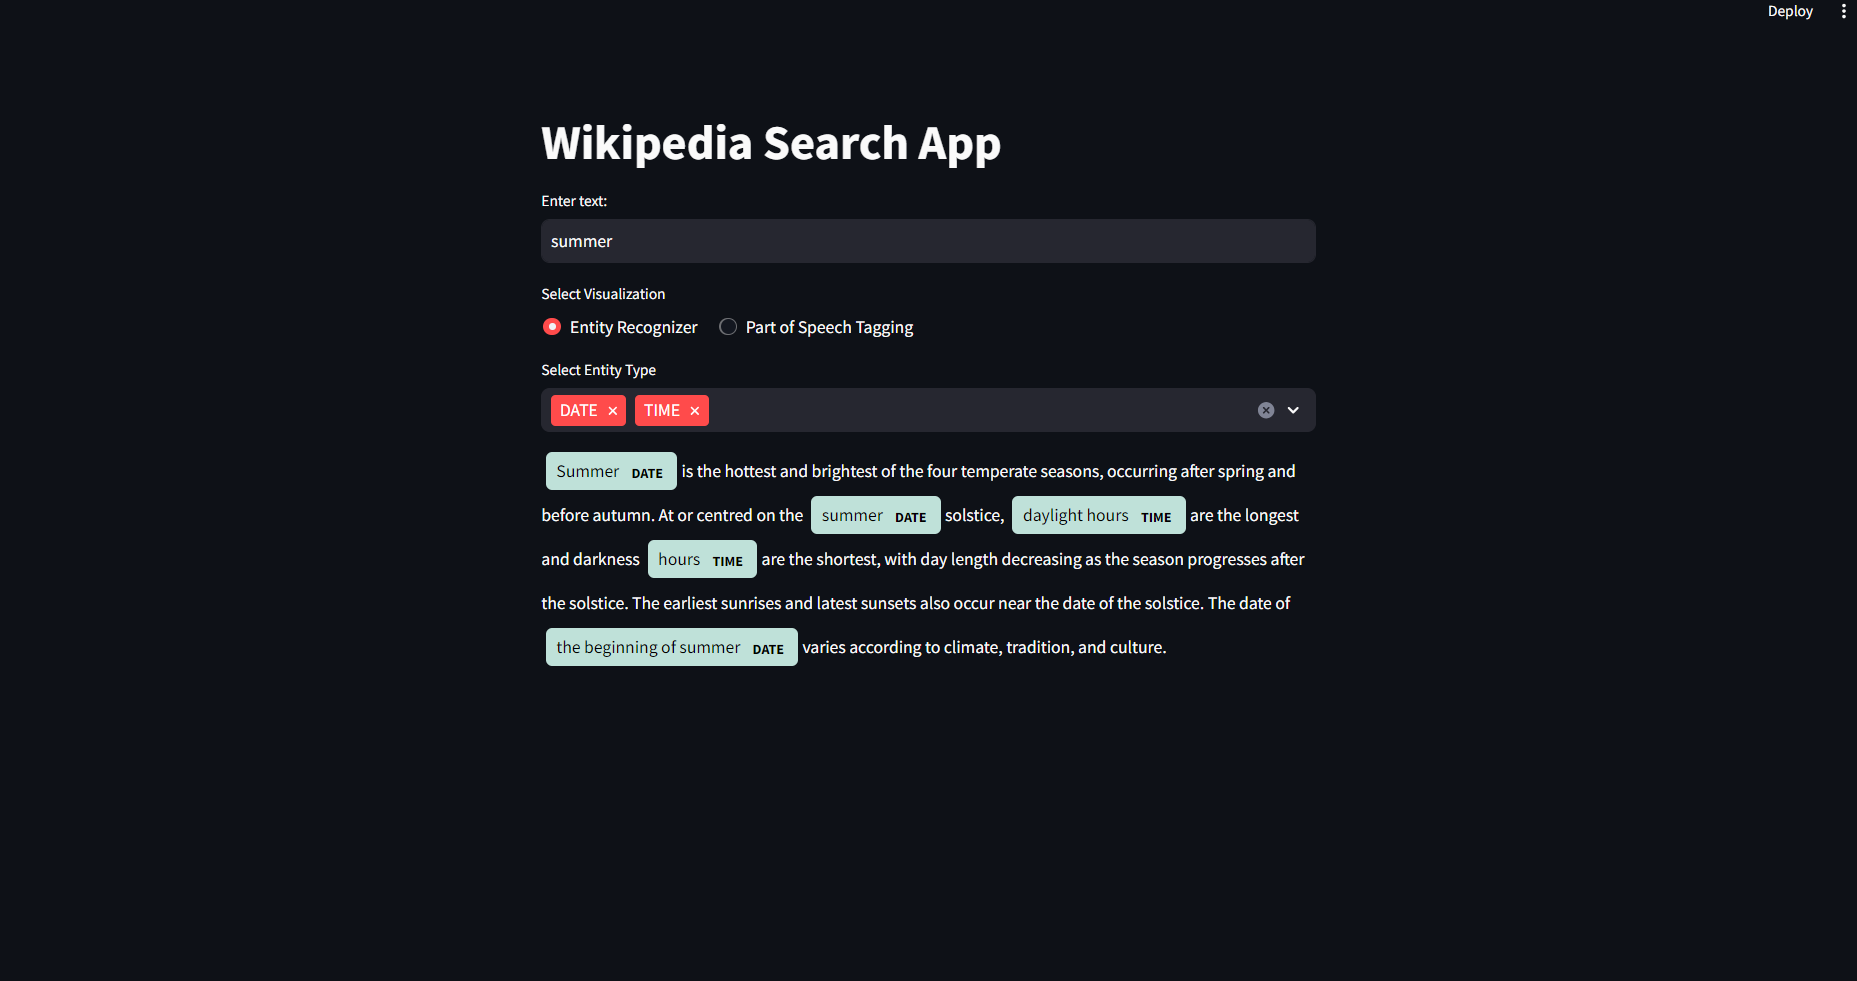 Deploy
Wikipedia Search App
Enter text:
summer
Select Visualization
Entity Recognizer Part of Speech Tagging
Select Entity Type
DATE × TIME ×
Summer DATE is the hottest and brightest of the four temperate seasons, occurring after spring and
before autumn. At or centred on the summer DATE solstice, daylight hours TIME are the longest
and darkness hours TIME are the shortest, with day length decreasing as the season progresses after
the solstice. The earliest sunrises and latest sunsets also occur near the date of the solstice. The date of
the beginning of summer DATE varies according to climate, tradition, and culture.